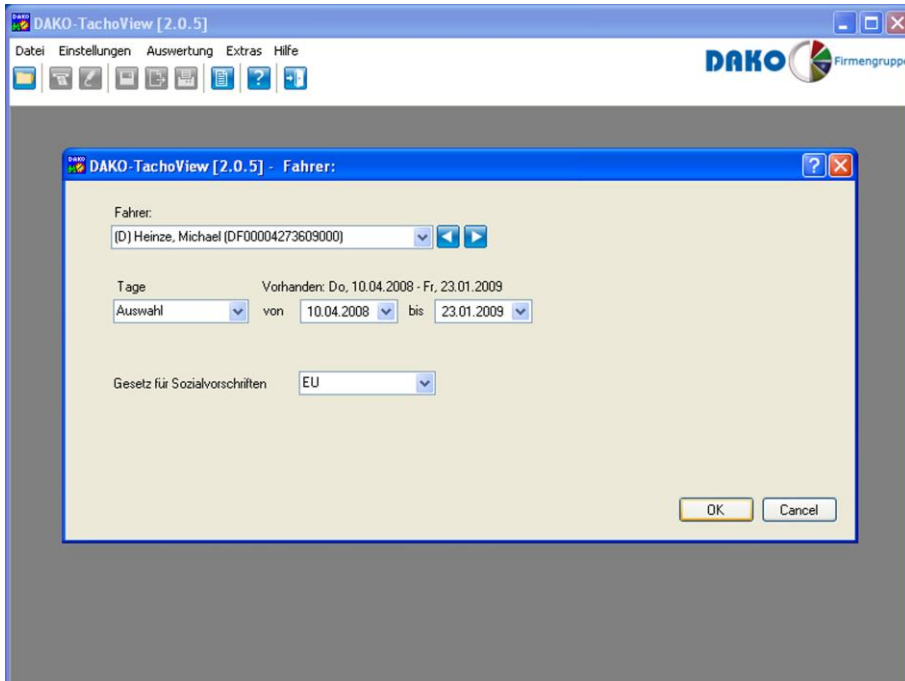 DAKO-TachoView [2.0.5]
Datei Einstellungen Auswertung Extras Hilfe
DAKO Firmengruppe
DAKO-TachoView [2.0.5] - Fahrer:
Fahrer:
(D) Heinze, Michael (DF00004273609000)
Tage Vorhanden: Do, 10.04.2008 - Fr, 23.01.2009
Auswahl von 10.04.2008 bis 23.01.2009
Gesetz für Sozialvorschriften EU
OK Cancel